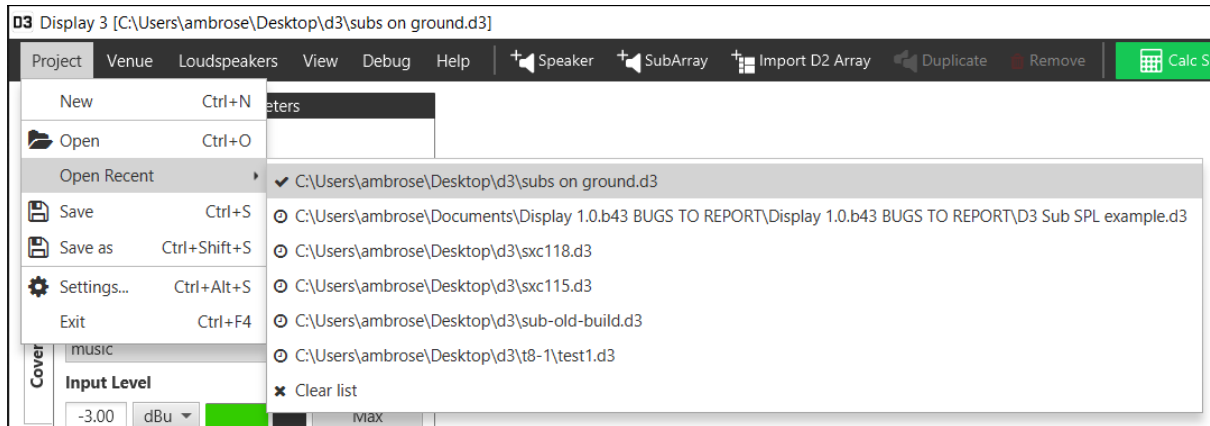 D3 Display 3 [C:\Users\ambrose\Desktop\d3\subs on ground.d3]
Project Venue Loudspeakers View Debug Help Speaker SubArray Import D2 Array Duplicate Remove Calc S
New Ctrl+N
eters
Open Ctrl+O
Open Recent
C:\Users\ambrose\Desktop\d3\subs on ground.d3
Save Ctrl+S
C:\Users\ambrose\Documents\Display 1.0.b43 BUGS TO REPORT\Display 1.0.b43 BUGS TO REPORT\D3 Sub SPL example.d3
Save as Ctrl+Shift+S
C:\Users\ambrose\Desktop\d3\sxc118.d3
Settings... Ctrl+Alt+S
C:\Users\ambrose\Desktop\d3\sxc115.d3
Exit Ctrl+F4
C:\Users\ambrose\Desktop\d3\sub-old-build.d3
music
C:\Users\ambrose\Desktop\d3\t8-1\test1.d3
Cover
Input Level
Clear list
-3.00 dBu Max